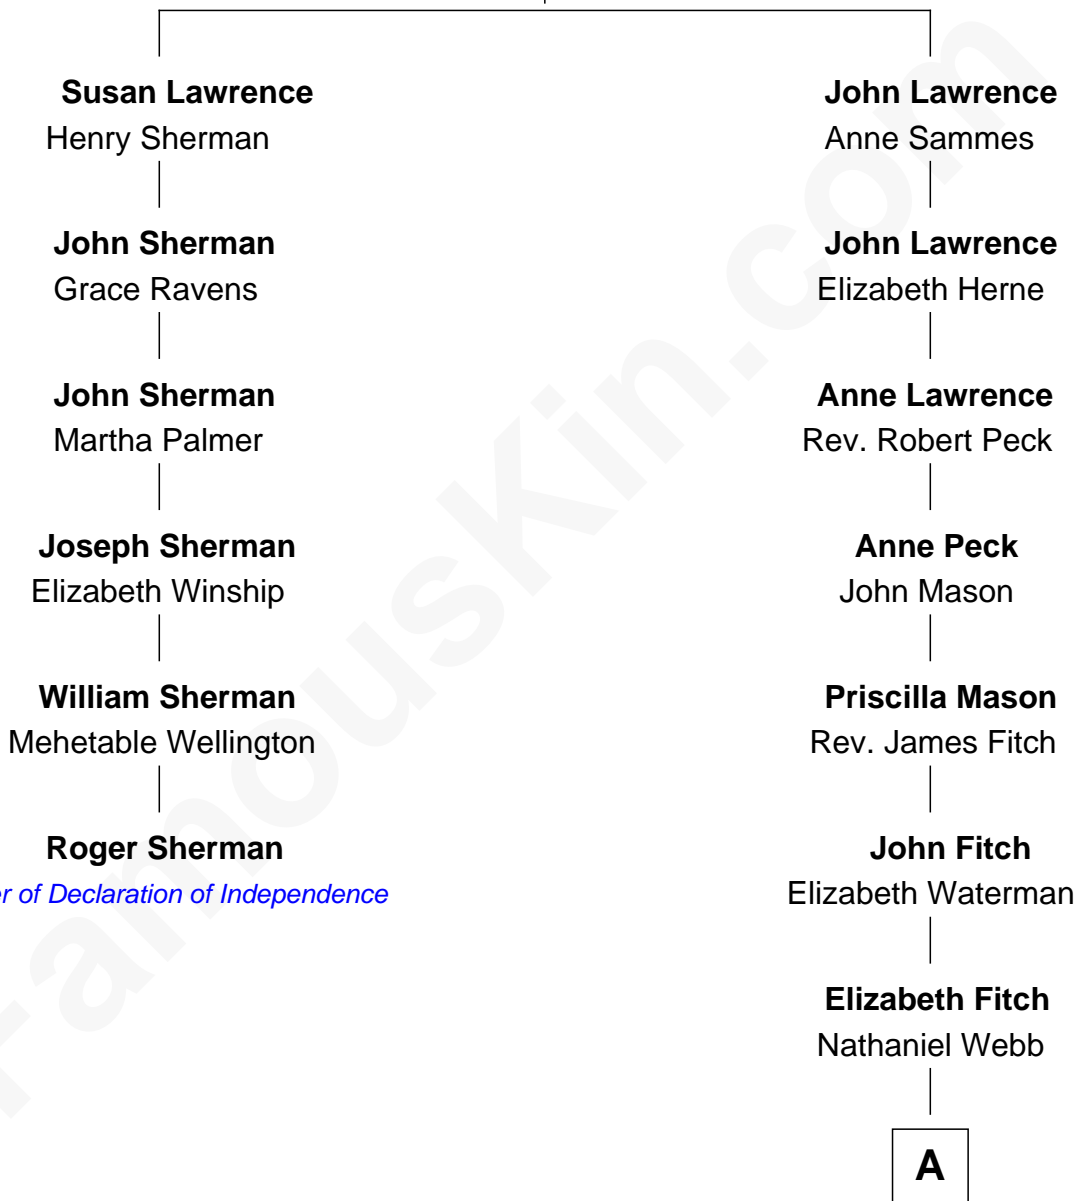 Susan Lawrence
Henry Sherman
John Sherman
Grace Ravens
John Sherman
Martha Palmer
Joseph Sherman
Elizabeth Winship
William Sherman
Mehetable Wellington
Roger Sherman
of Declaration of Independence
John Lawrence
Anne Sammes
John Lawrence
Elizabeth Herne
Anne Lawrence
Rev. Robert Peck
Anne Peck
John Mason
Priscilla Mason
Rev. James Fitch
John Fitch
Elizabeth Waterman
Elizabeth Fitch
Nathaniel Webb
A
FamousKin.com